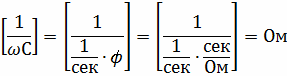 [1/ωC] = [1/(1/сек · ф)] = [1/(1/сек · сек/Ом)] = Ом